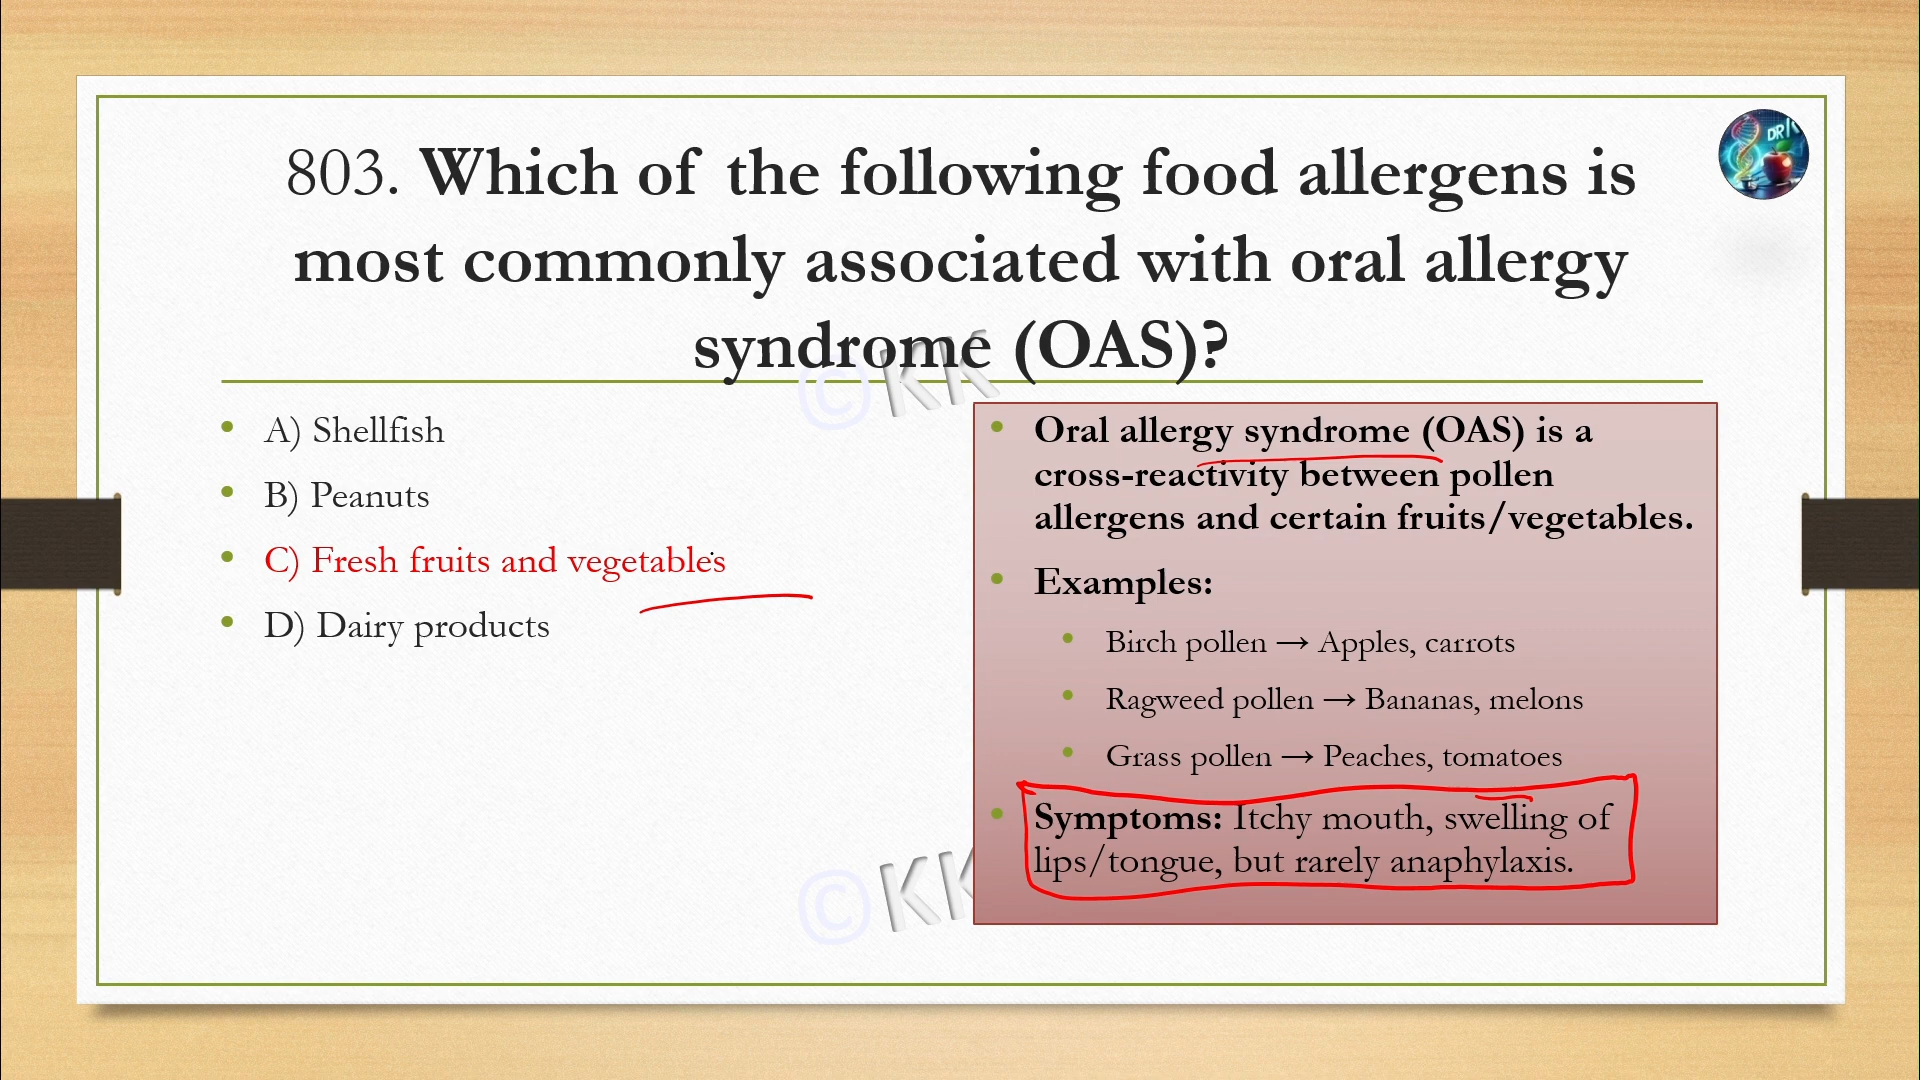 803. Which of the following food allergens is
most commonly associated with oral allergy
syndrome (OAS)?
©KK
A) Shellfish
B) Peanuts
C) Fresh fruits and vegetables
D) Dairy products
Oral allergy syndrome (OAS) is a
cross-reactivity between pollen
allergens and certain fruits/vegetables.
Examples:
Birch pollen → Apples, carrots
Ragweed pollen → Bananas, melons
Grass pollen → Peaches, tomatoes
Symptoms: Itchy mouth, swelling of
lips/tongue, but rarely anaphylaxis.
©KK
DR